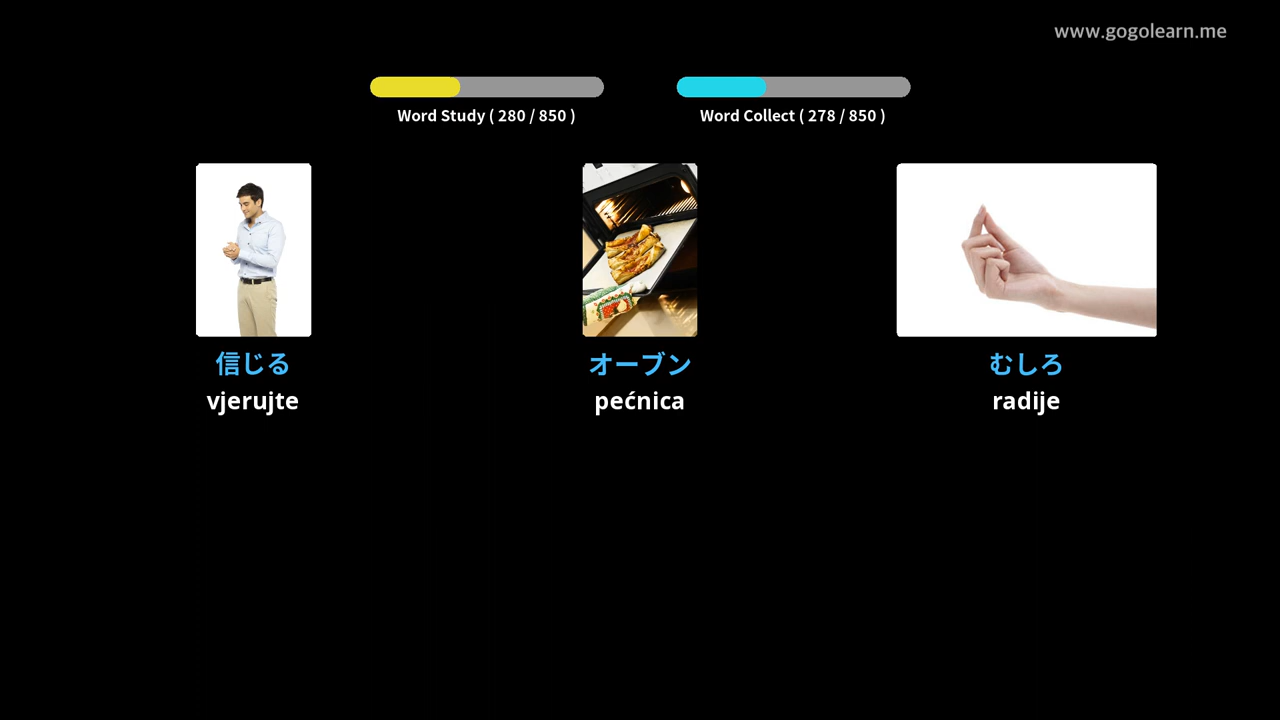 www.gogolearn.me
Word Study ( 280 / 850 )
Word Collect ( 278 / 850 )
信じる
vjerujte
オーブン
pećnica
むしろ
radije